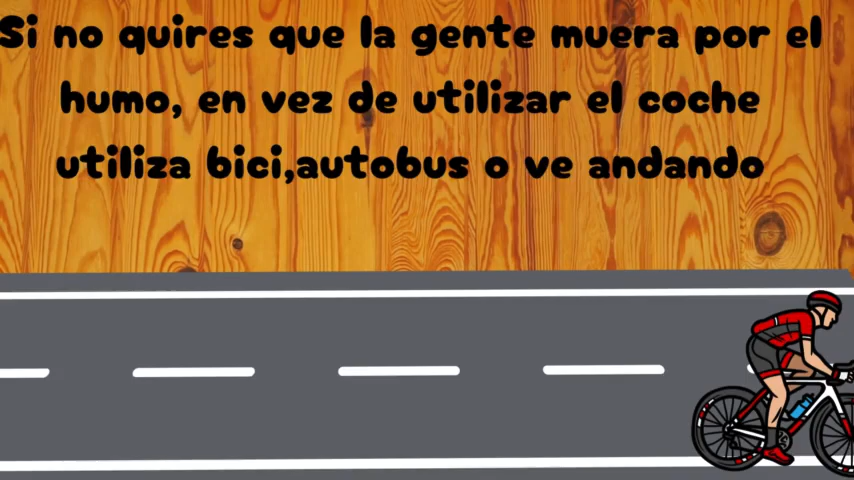 Si no quires que la gente muera por el
humo, en vez de utilizar el coche
utiliza bici,autobus o ve andando